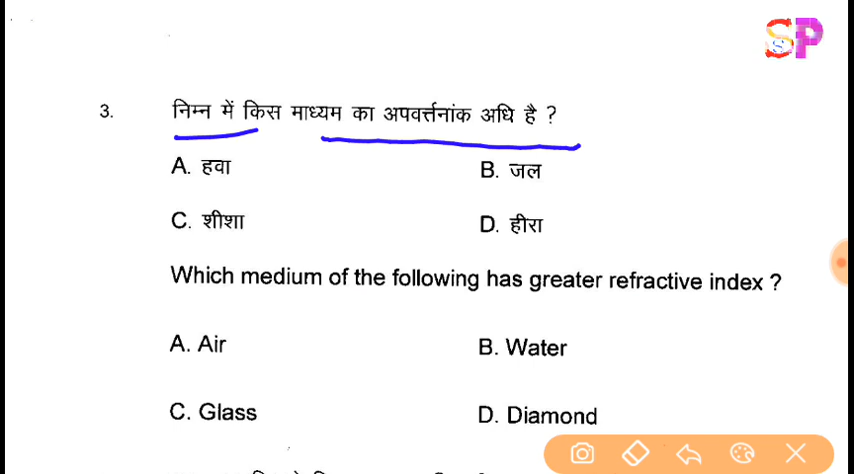 SP
3. निम्न में किस माध्यम का अपवर्त्तनांक अधि है ?
A. हवा B. जल
C. शीशा D. हीरा
Which medium of the following has greater refractive index ?
A. Air B. Water
C. Glass D. Diamond